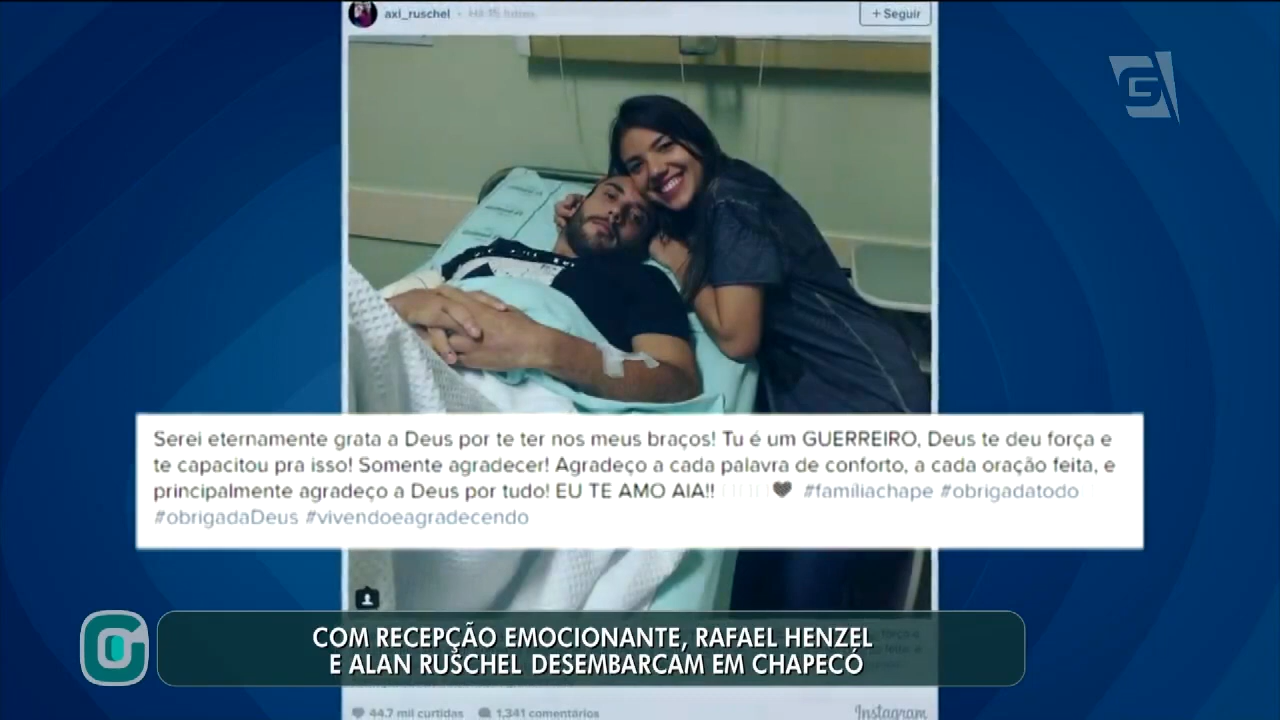 axi_ruschel
+ Seguir
Serei eternamente grata a Deus por te ter nos meus braços! Tu é um GUERREIRO, Deus te deu força e
te capacitou pra isso! Somente agradecer! Agradeço a cada palavra de conforto, a cada oração feita, e
principalmente agradeço a Deus por tudo! EU TE AMO AIA!! 🖤 #famíliachape #obrigadatodo
#obrigadaDeus #vivendoeagradecendo
COM RECEPÇÃO EMOCIONANTE, RAFAEL HENZEL
E ALAN RUSCHEL DESEMBARCAM EM CHAPECÓ
44.7 mil curtidas 1,341 comentários
Instagram